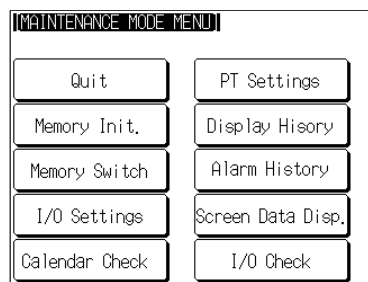 [MAINTENANCE MODE MENU]
Quit
PT Settings
Memory Init.
Display Hisory
Memory Switch
Alarm History
I/O Settings
Screen Data Disp.
Calendar Check
I/O Check